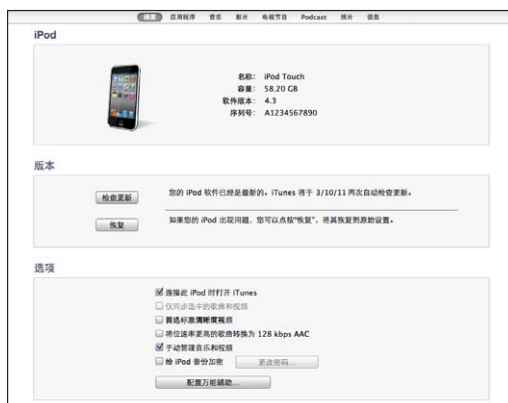 摘要 应用程序 音乐 影片 电视节目 Podcast 照片 信息
iPod
名称： iPod Touch
容量： 58.20 GB
软件版本： 4.3
序列号： A1234567890
版本
检查更新
您的 iPod 软件已经是最新的。iTunes 将于 3/10/11 再次自动检查更新。
恢复
如果您的 iPod 出现问题，您可以点按“恢复”，将其恢复到原始设置。
选项
连接此 iPod 时打开 iTunes
仅同步选中的歌曲和视频
首选标准清晰度视频
将位速率更高的歌曲转换为 128 kbps AAC
手动管理音乐和视频
给 iPod 备份加密 更改密码...
配置万能辅助...